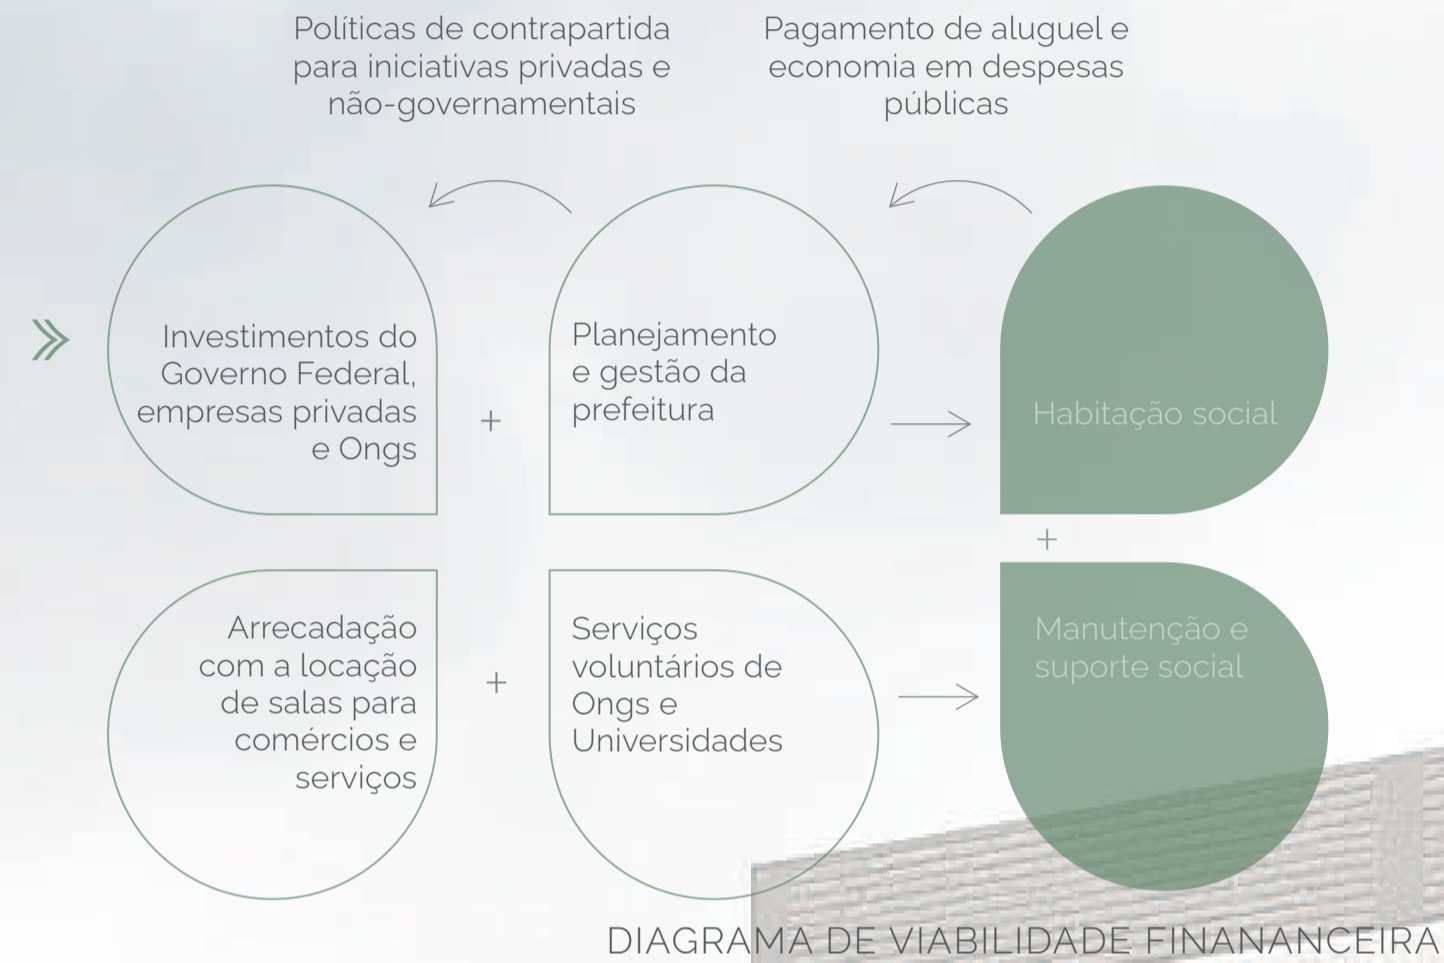 Políticas de contrapartida
para iniciativas privadas e
não-governamentais
Pagamento de aluguel e
economia em despesas
públicas
Investimentos do
Governo Federal,
empresas privadas
e Ongs
+
Planejamento
e gestão da
prefeitura
Habitação social
+
Arrecadação
com a locação
de salas para
comércios e
serviços
+
Serviços
voluntários de
Ongs e
Universidades
Manutenção e
suporte social
DIAGRAMA DE VIABILIDADE FINANANCEIRA